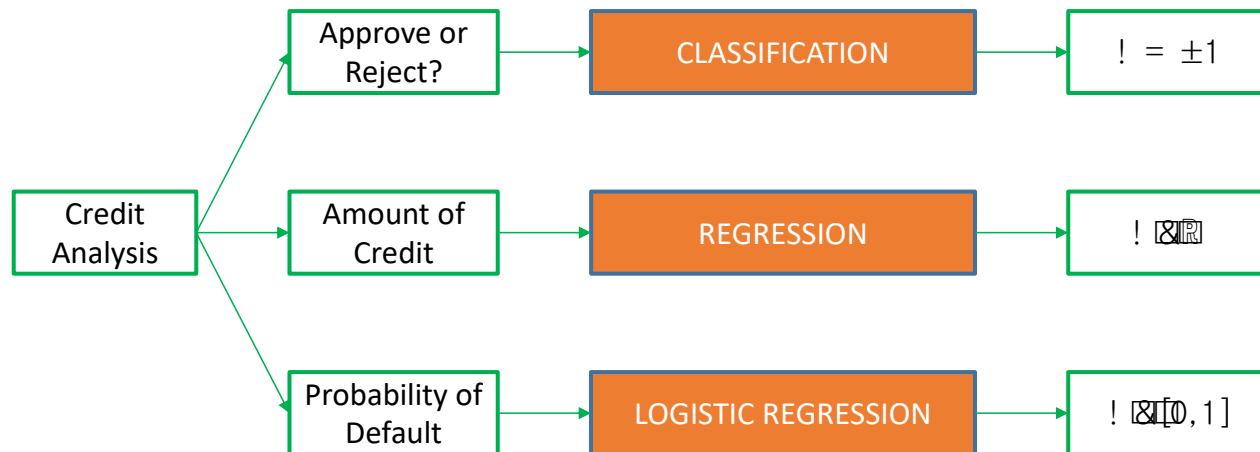 Approve or
Reject?
CLASSIFICATION
! = ±1
Credit
Analysis
Amount of
Credit
REGRESSION
! &ℝ
Probability of
Default
LOGISTIC REGRESSION
! &[0,1]